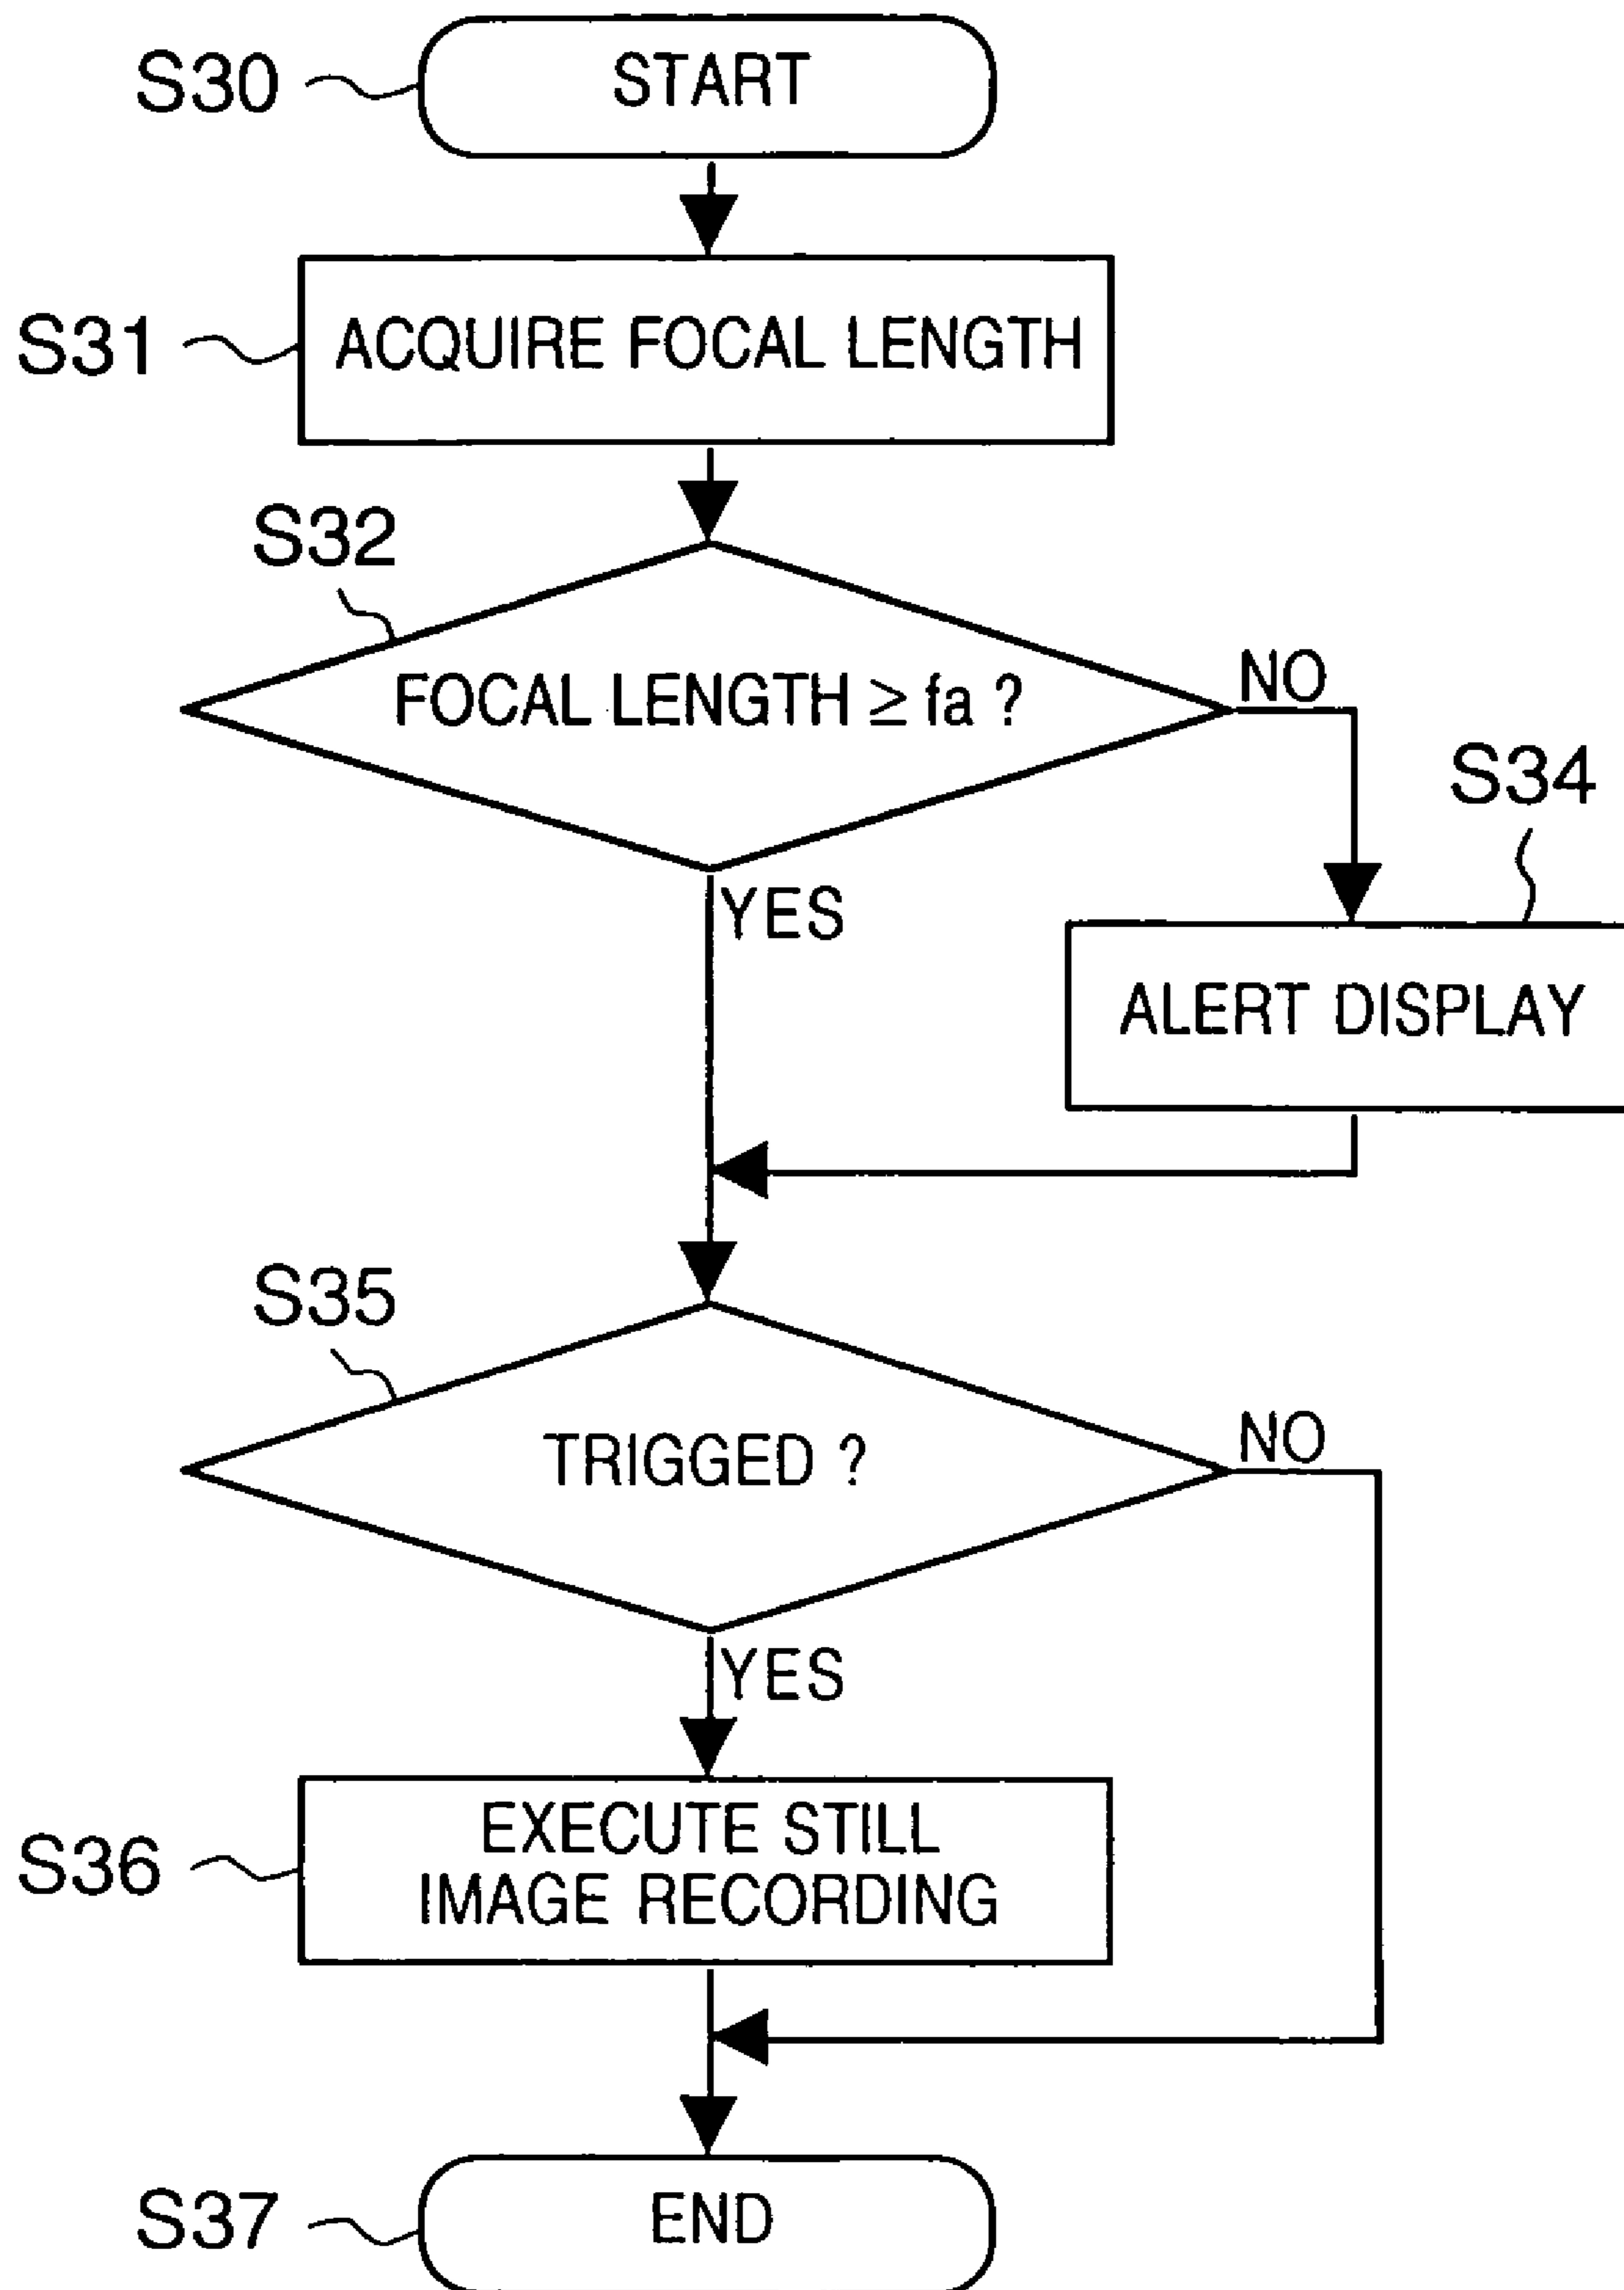 S30
START
S31
ACQUIRE FOCAL LENGTH
S32
FOCAL LENGTH ≥ fa ?
NO
YES
S34
ALERT DISPLAY
S35
TRIGGED ?
NO
YES
S36
EXECUTE STILL
IMAGE RECORDING
S37
END